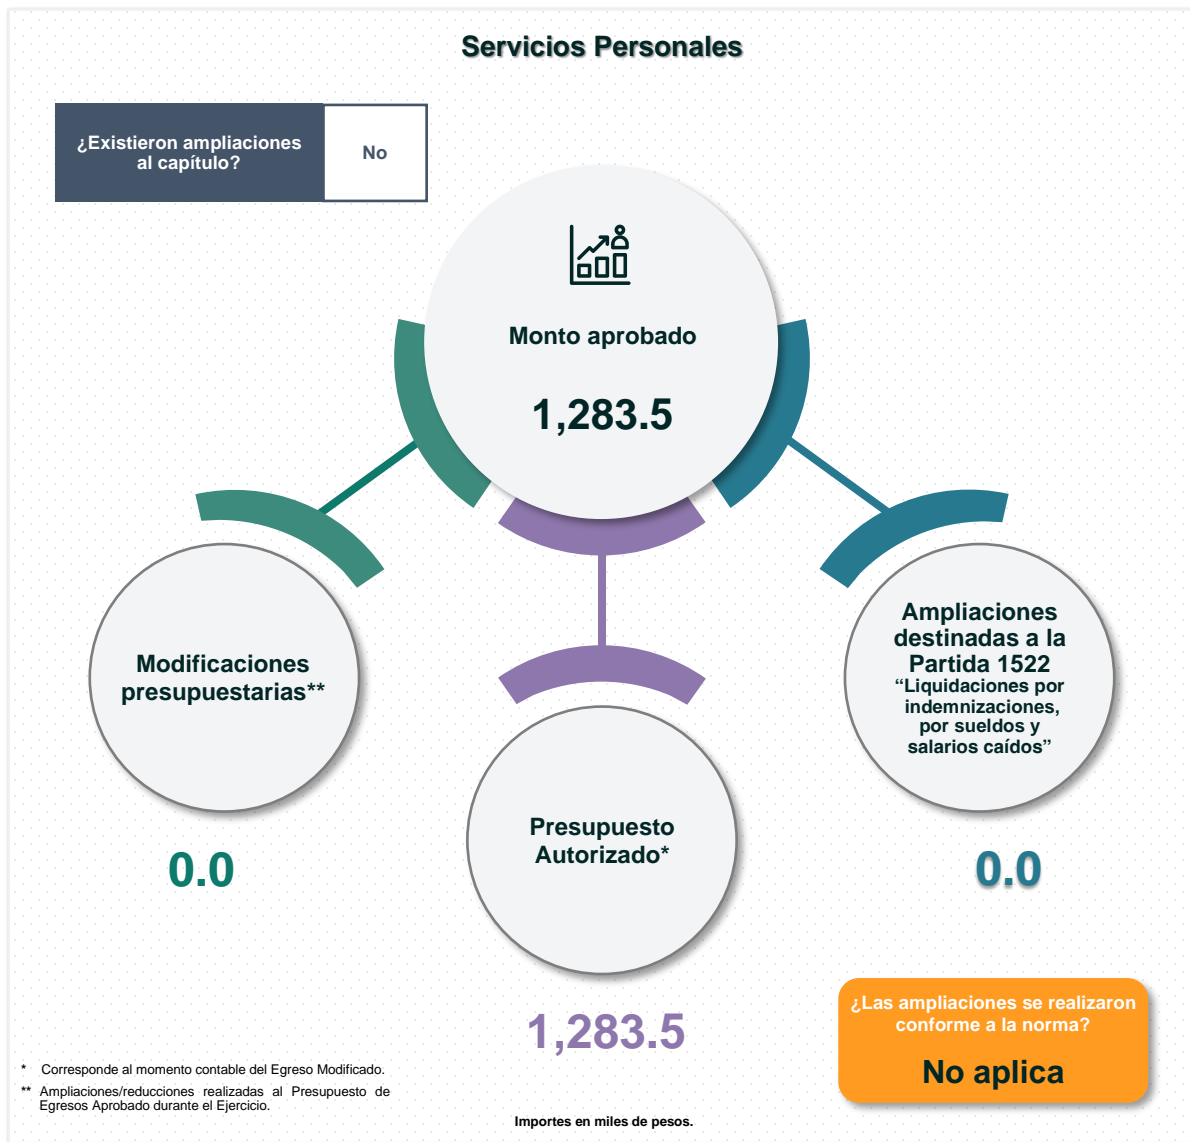 Servicios Personales
¿Existieron ampliaciones
al capítulo?
No
Monto aprobado
1,283.5
Modificaciones
presupuestarias**
0.0
Presupuesto
Autorizado*
1,283.5
Ampliaciones
destinadas a la
Partida 1522
“Liquidaciones por
indemnizaciones,
por sueldos y
salarios caídos”
0.0
¿Las ampliaciones se realizaron
conforme a la norma?
No aplica
* Corresponde al momento contable del Egreso Modificado.
** Ampliaciones/reducciones realizadas al Presupuesto de
Egresos Aprobado durante el Ejercicio.
Importes en miles de pesos.